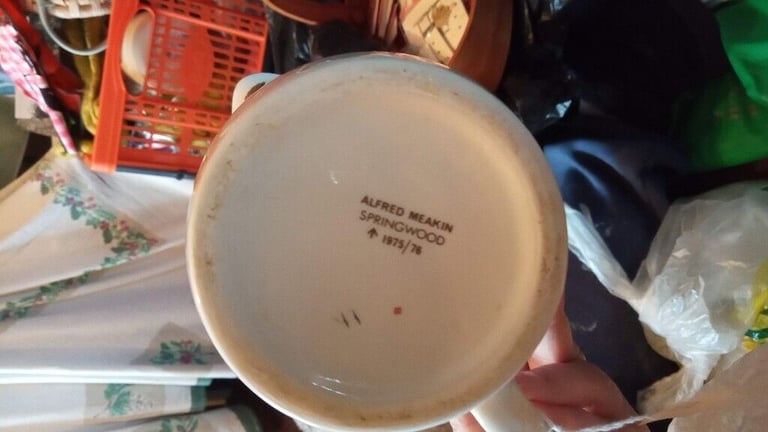 ALFRED MEAKIN
SPRINGWOOD
↑ 1975/76